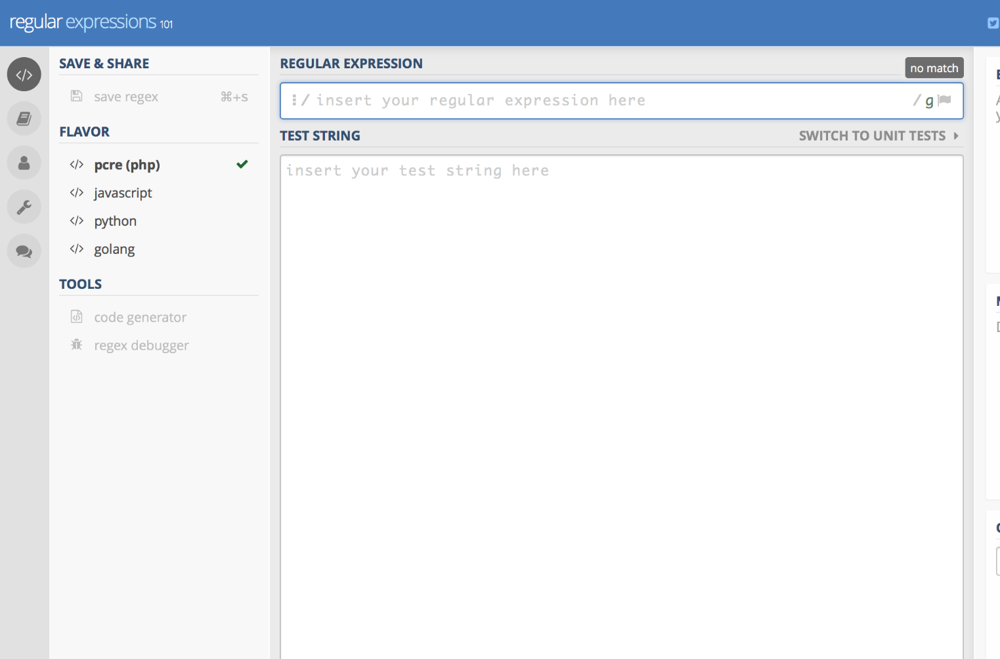 regular expressions 101
SAVE & SHARE
save regex ⌘+s
FLAVOR
</> pcre (php)
</> javascript
</> python
</> golang
TOOLS
code generator
regex debugger
REGULAR EXPRESSION
no match
/ insert your regular expression here / g
TEST STRING
SWITCH TO UNIT TESTS
insert your test string here